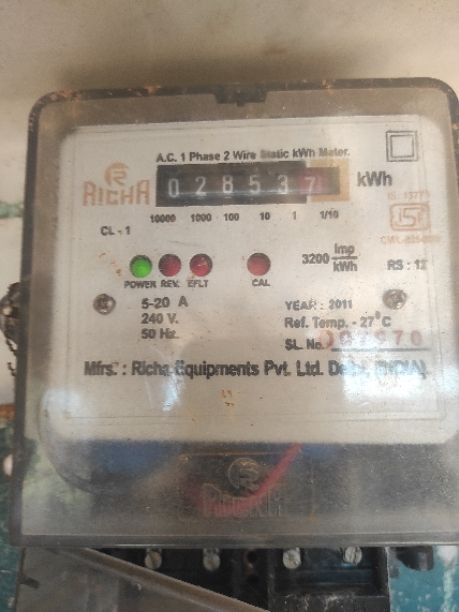 A.C. 1 Phase 2 Wire Static kWh Meter.
RICHA 028537 kWh
10000 1000 100 10 1 1/10
CL - 1
3200 Imp/kWh RS : 12
POWER REV. EFLT CAL
5-20 A
240 V.
50 Hz.
YEAR : 2011
Ref. Temp. - 27°C
SL. No.
Mfrs. : Richa Equipments Pvt. Ltd. Delhi (INDIA)
RICHA